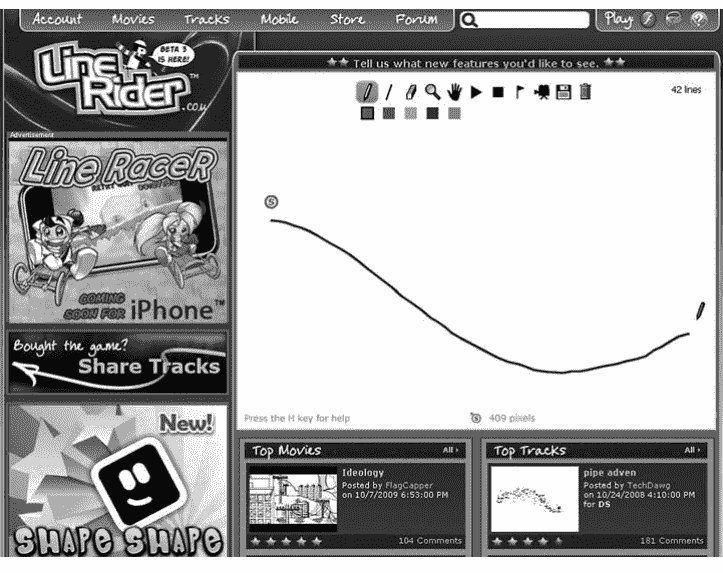 Account Movies Tracks Mobile Store Forum Play
BETA 3
IS HERE!
Line
Rider™
.com
★★ Tell us what new features you'd like to see. ★★
42 lines
Advertisement
Line RaceR
COMING
SOON FOR iPhone™
S
Bought the game?
Share Tracks
Press the H key for help
409 pixels
New!
SHAPE SHAPE
Top Movies All ›
Ideology
Posted by FlagCapper
on 10/7/2009 6:53:00 PM
104 Comments
Top Tracks All ›
pipe adven
Posted by TechDawg
on 10/24/2008 4:10:00 PM
for DS
181 Comments